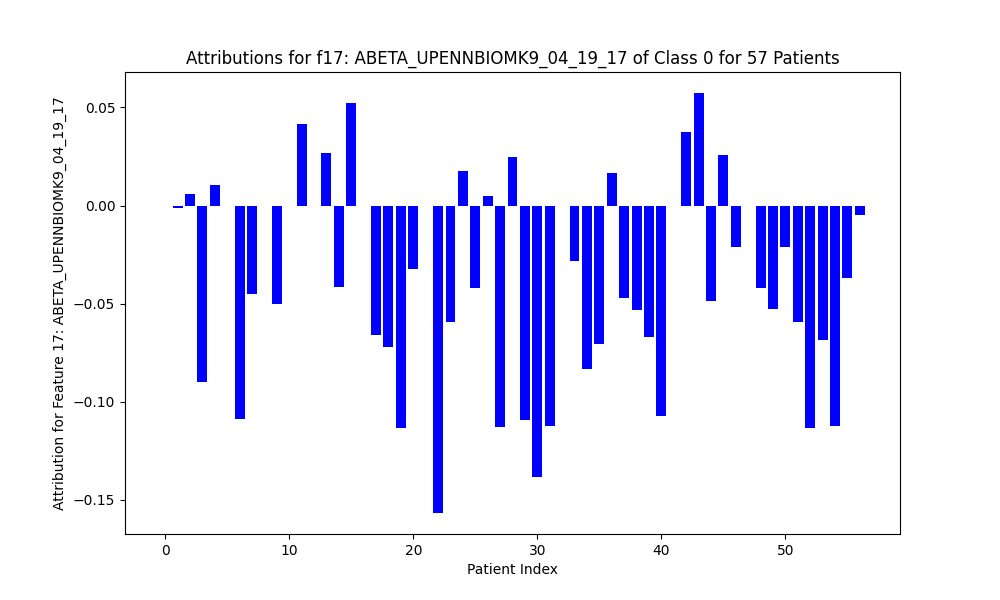 Attributions for f17: ABETA_UPENNBIOMK9_04_19_17 of Class 0 for 57 Patients
Attribution for Feature 17: ABETA_UPENNBIOMK9_04_19_17
0.05
0.00
−0.05
−0.10
−0.15
0 10 20 30 40 50
Patient Index